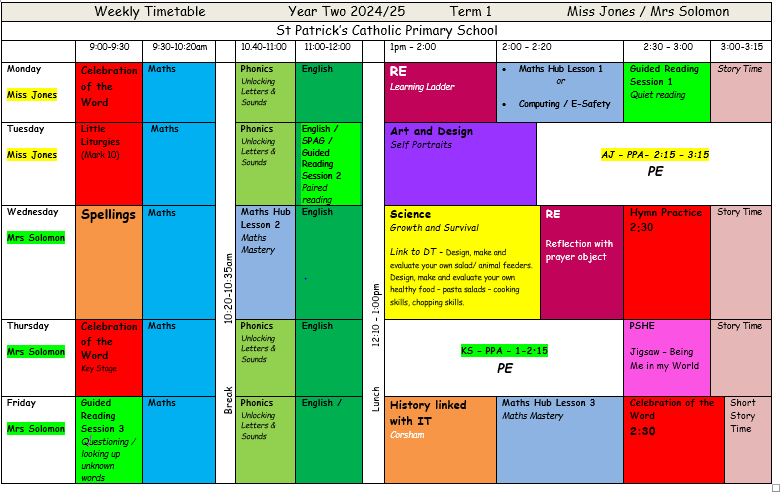 Weekly Timetable Year Two 2024/25 Term 1 Miss Jones / Mrs Solomon
St Patrick's Catholic Primary School
9:00-9:30 9:30-10:20am 10.40-11:00 11:00-12:00 1pm – 2:00 2:00 – 2:20 2:30 – 3:00 3:00-3:15
Monday
Miss Jones
Celebration
of the
Word
Maths
Phonics
Unlocking
Letters &
Sounds
English
RE
Learning Ladder
• Maths Hub Lesson 1
or
• Computing / E-Safety
Guided Reading
Session 1
Quiet reading
Story Time
Tuesday
Miss Jones
Little
Liturgies
(Mark 10)
Maths
Phonics
Unlocking
Letters &
Sounds
English /
SPAG /
Guided
Reading
Session 2
Paired
reading
Art and Design
Self Portraits
AJ – PPA– 2:15 – 3:15
PE
Wednesday
Mrs Solomon
Spellings
Maths
Break 10:20-10:35am
Maths Hub
Lesson 2
Maths
Mastery
English
Lunch 12:10 – 1:00pm
Science
Growth and Survival
Link to DT – Design, make and
evaluate your own salad/ animal feeders.
Design, make and evaluate your own
healthy food – pasta salads – cooking
skills, chopping skills.
RE
Reflection with
prayer object
Hymn Practice
2:30
Story Time
Thursday
Mrs Solomon
Celebration
of the
Word
Key Stage
Maths
Phonics
Unlocking
Letters &
Sounds
English
KS – PPA – 1-2:15
PE
PSHE
Jigsaw – Being
Me in my World
Story Time
Friday
Mrs Solomon
Guided
Reading
Session 3
Questioning /
looking up
unknown
words
Maths
Phonics
Unlocking
Letters &
Sounds
English /
History linked
with IT
Corsham
Maths Hub Lesson 3
Maths Mastery
Celebration of the
Word
2:30
Short
Story
Time